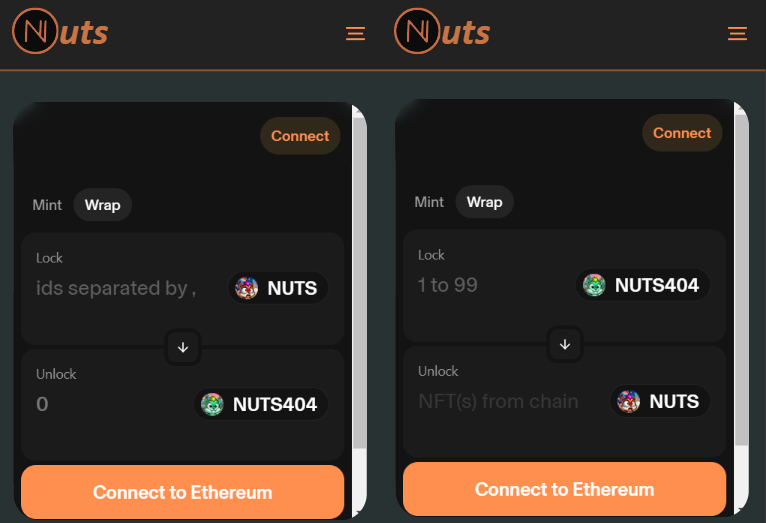 Nuts
Connect
Mint Wrap
Lock
ids separated by , NUTS
Unlock
0 NUTS404
Connect to Ethereum
Nuts
Connect
Mint Wrap
Lock
1 to 99 NUTS404
Unlock
NFT(s) from chain NUTS
Connect to Ethereum